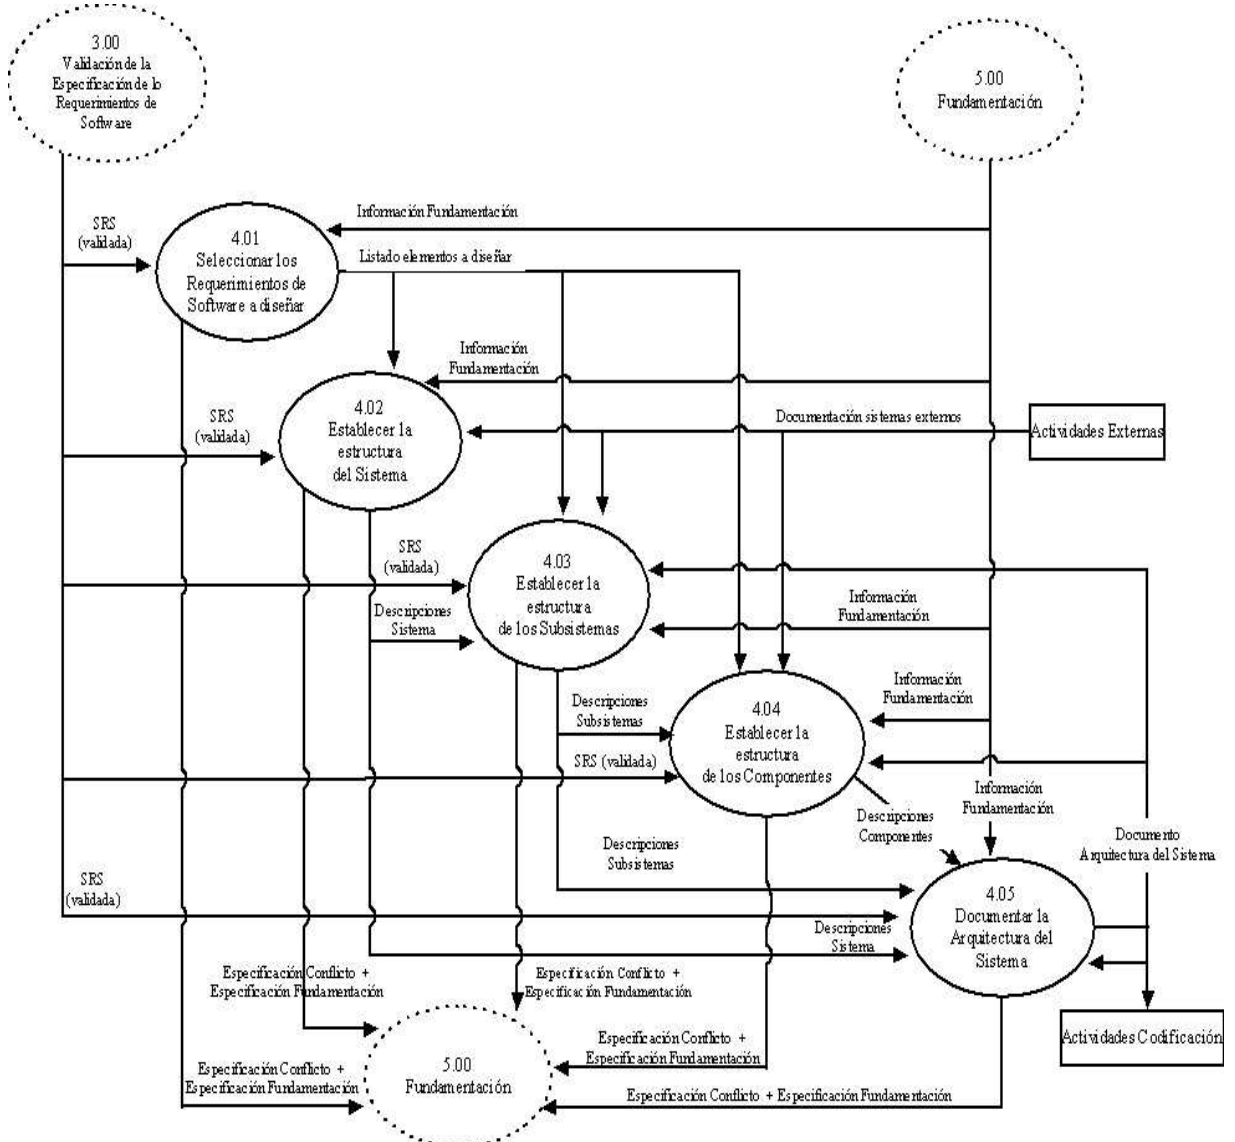 3.00
Validación de la
Especificación de lo
Requerimientos de
Software
5.00
Fundamentación
Información Fundamentación
SRS
(validada)
4.01
Seleccionar los
Requerimientos de
Software a diseñar
Listado elementos a diseñar
Información
Fundamentación
4.02
Establecer la
estructura
del Sistema
SRS
(validada)
Documentación sistemas externos
Actividades Externas
SRS
(validada)
4.03
Establecer la
estructura
de los Subsistemas
Información
Fundamentación
Descripciones
Sistema
Información
Fundamentación
Descripciones
Subsistemas
4.04
Establecer la
estructura
de los Componentes
SRS (validada)
Información
Fundamentación
Descripciones
Componentes
Documento
Arquitectura del Sistema
Descripciones
Subsistemas
SRS
(validada)
4.05
Documentar la
Arquitectura del
Sistema
Descripciones
Sistema
Especificación Conflicto +
Especificación Fundamentación
Especificación Conflicto +
Especificación Fundamentación
Especificación Conflicto +
Especificación Fundamentación
Actividades Codificación
5.00
Fundamentación
Especificación Conflicto +
Especificación Fundamentación
Especificación Conflicto + Especificación Fundamentación